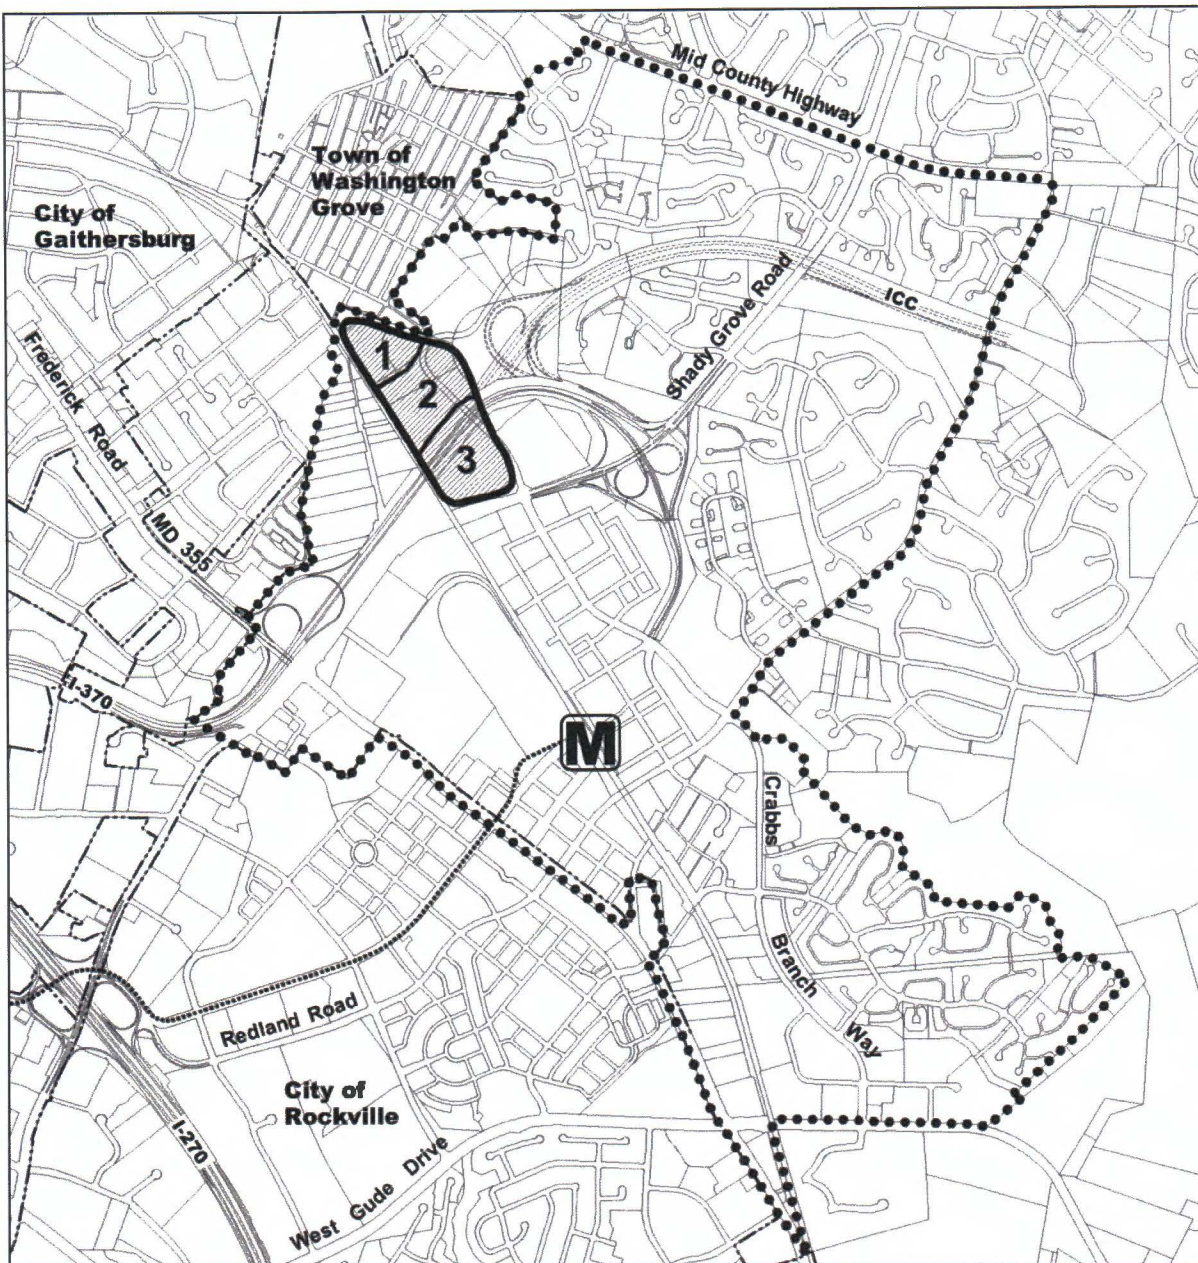 Mid County Highway
Town of
Washington
Grove
City of
Gaithersburg
ICC
Shady Grove Road
Frederick Road
1
2
3
MD 355
I-370
M
Crabbs Branch Way
Redland Road
City of
Rockville
I-270
West Gude Drive